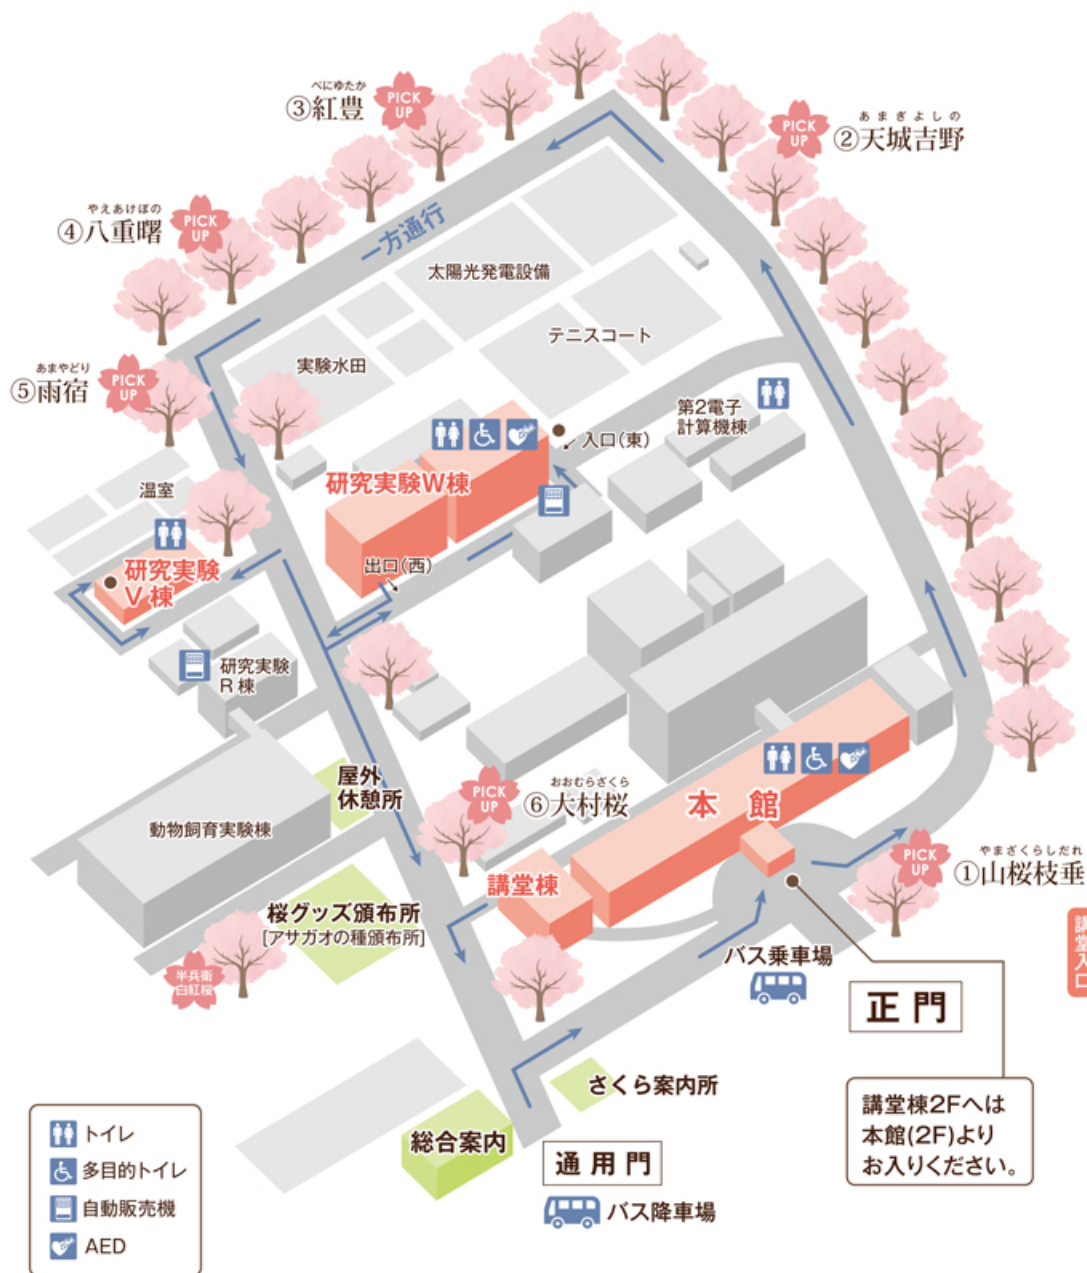 べにゆたか
③紅豊
PICK
UP
あまぎよしの
②天城吉野
PICK
UP
やえあけぼの
④八重曙
PICK
UP
一方通行
太陽光発電設備
テニスコート
実験水田
あまやどり
⑤雨宿
PICK
UP
第2電子
計算機棟
入口(東)
研究実験W棟
温室
出口(西)
研究実験
V棟
研究実験
R棟
屋外
休憩所
おおむらざくら
⑥大村桜
PICK
UP
本館
動物飼育実験棟
講堂棟
やまざくらしだれ
①山桜枝垂
PICK
UP
桜グッズ頒布所
[アサガオの種頒布所]
半兵衛
白紅桜
講堂入口
バス乗車場
正門
さくら案内所
講堂棟2Fへは
本館(2F)より
お入りください。
総合案内
通用門
バス降車場
トイレ
多目的トイレ
自動販売機
AED